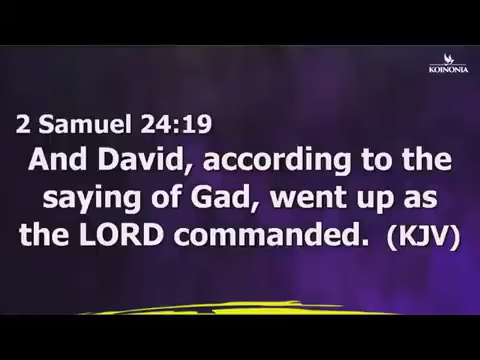 KOINONIA
2 Samuel 24:19
And David, according to the
saying of Gad, went up as
the LORD commanded. (KJV)